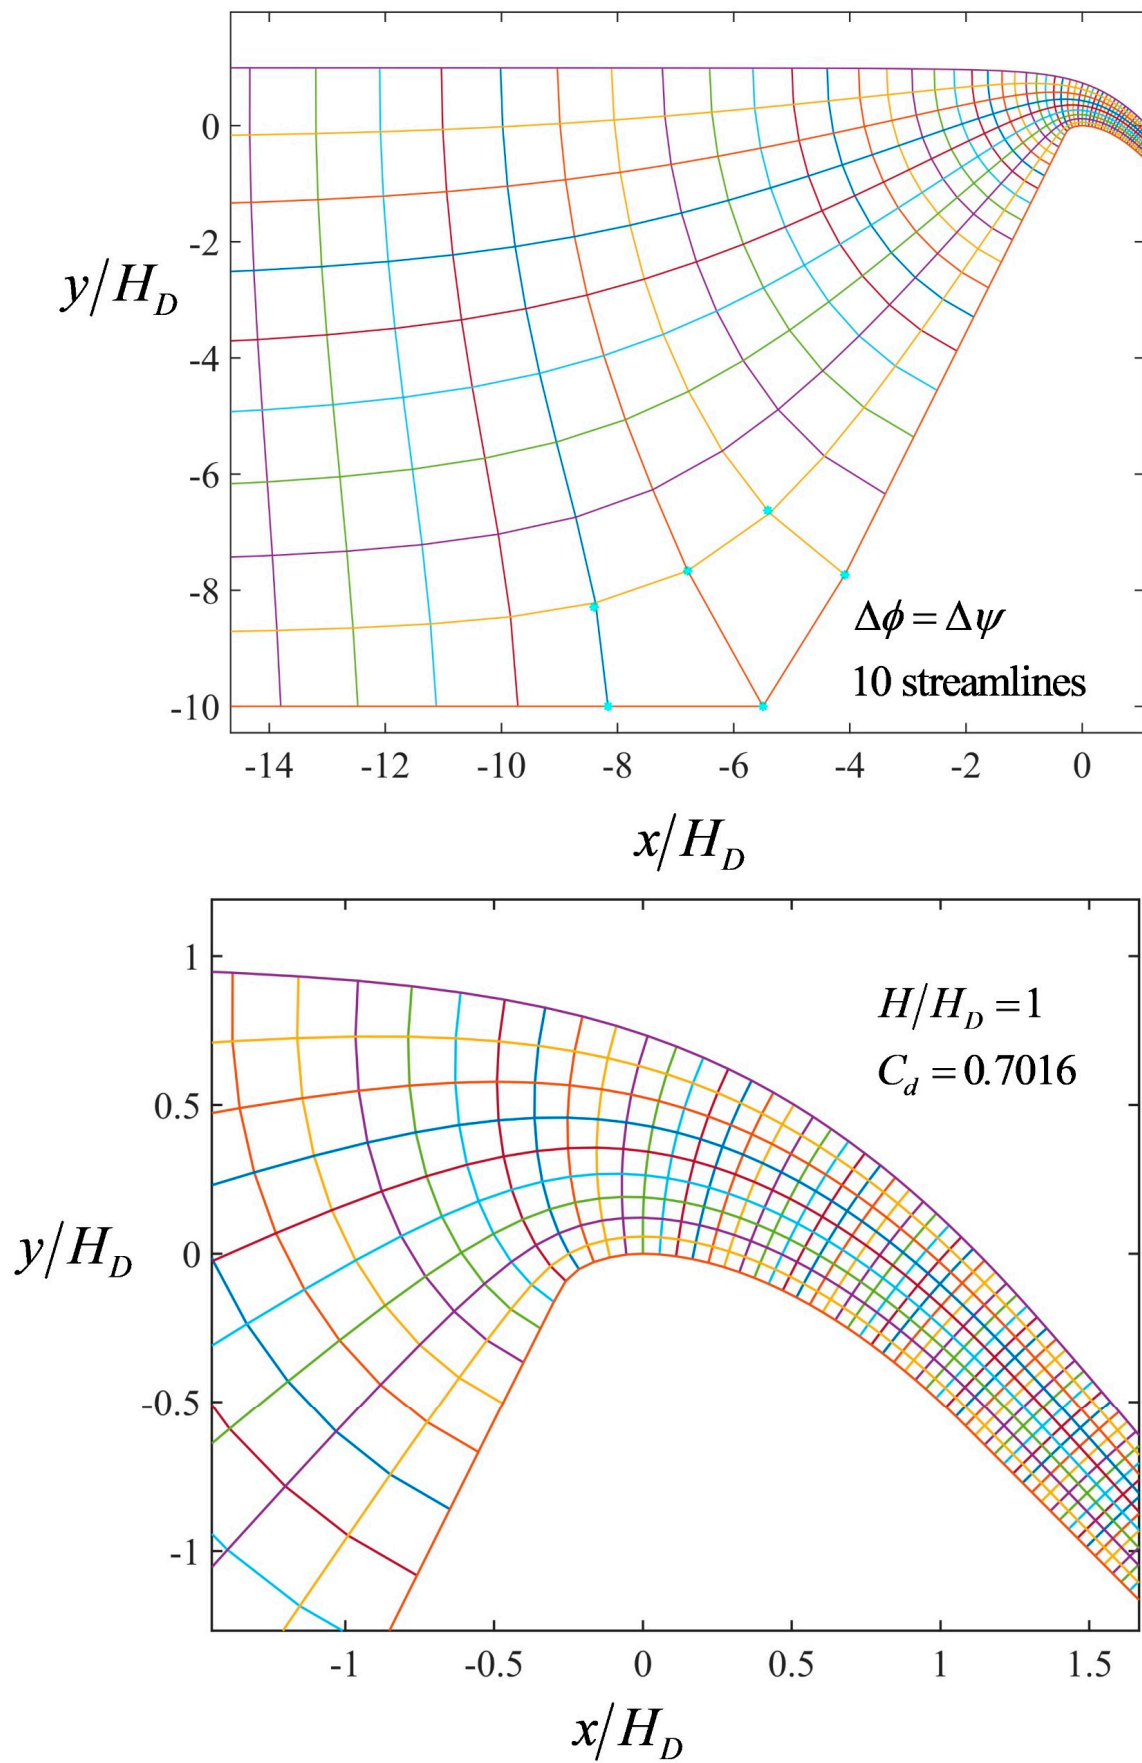 0
-2
y/H_D
-4
-6
-8
Δϕ = Δψ
10 streamlines
-10
-14 -12 -10 -8 -6 -4 -2 0
x/H_D
1
H/H_D = 1
C_d = 0.7016
0.5
y/H_D
0
-0.5
-1
-1 -0.5 0 0.5 1 1.5
x/H_D